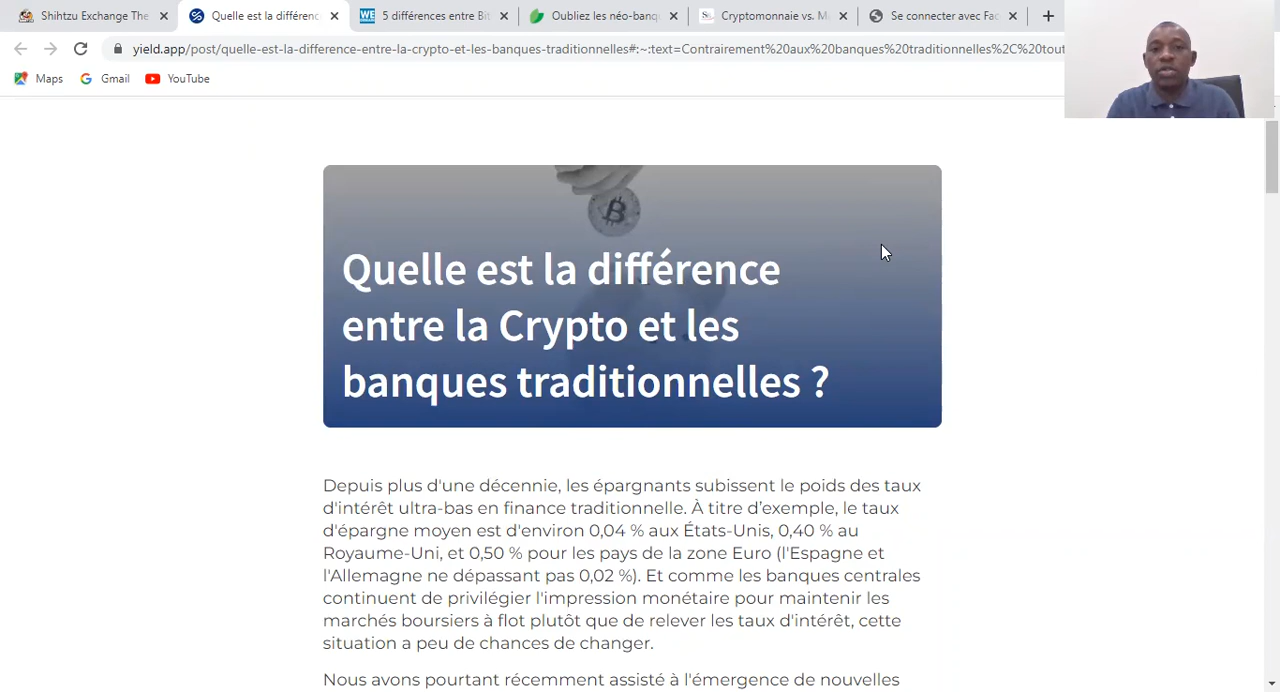 Shihtzu Exchange The
Quelle est la différenc
WE 5 différences entre Bit
Oubliez les néo-banqu
Cryptomonnaie vs. M
Se connecter avec Fac
yield.app/post/quelle-est-la-difference-entre-la-crypto-et-les-banques-traditionnelles#:~:text=Contrairement%20aux%20banques%20traditionnelles%2C%20tout
Maps Gmail YouTube
Quelle est la différence
entre la Crypto et les
banques traditionnelles ?
Depuis plus d'une décennie, les épargnants subissent le poids des taux
d'intérêt ultra-bas en finance traditionnelle. À titre d’exemple, le taux
d'épargne moyen est d'environ 0,04 % aux États-Unis, 0,40 % au
Royaume-Uni, et 0,50 % pour les pays de la zone Euro (l'Espagne et
l'Allemagne ne dépassant pas 0,02 %). Et comme les banques centrales
continuent de privilégier l'impression monétaire pour maintenir les
marchés boursiers à flot plutôt que de relever les taux d'intérêt, cette
situation a peu de chances de changer.
Nous avons pourtant récemment assisté à l'émergence de nouvelles